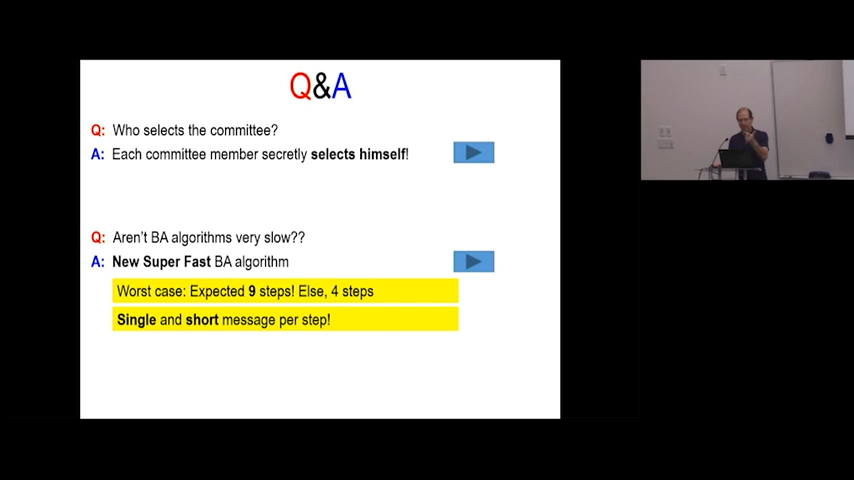 Q&A
Q: Who selects the committee?
A: Each committee member secretly selects himself!
Q: Aren't BA algorithms very slow??
A: New Super Fast BA algorithm
Worst case: Expected 9 steps! Else, 4 steps
Single and short message per step!